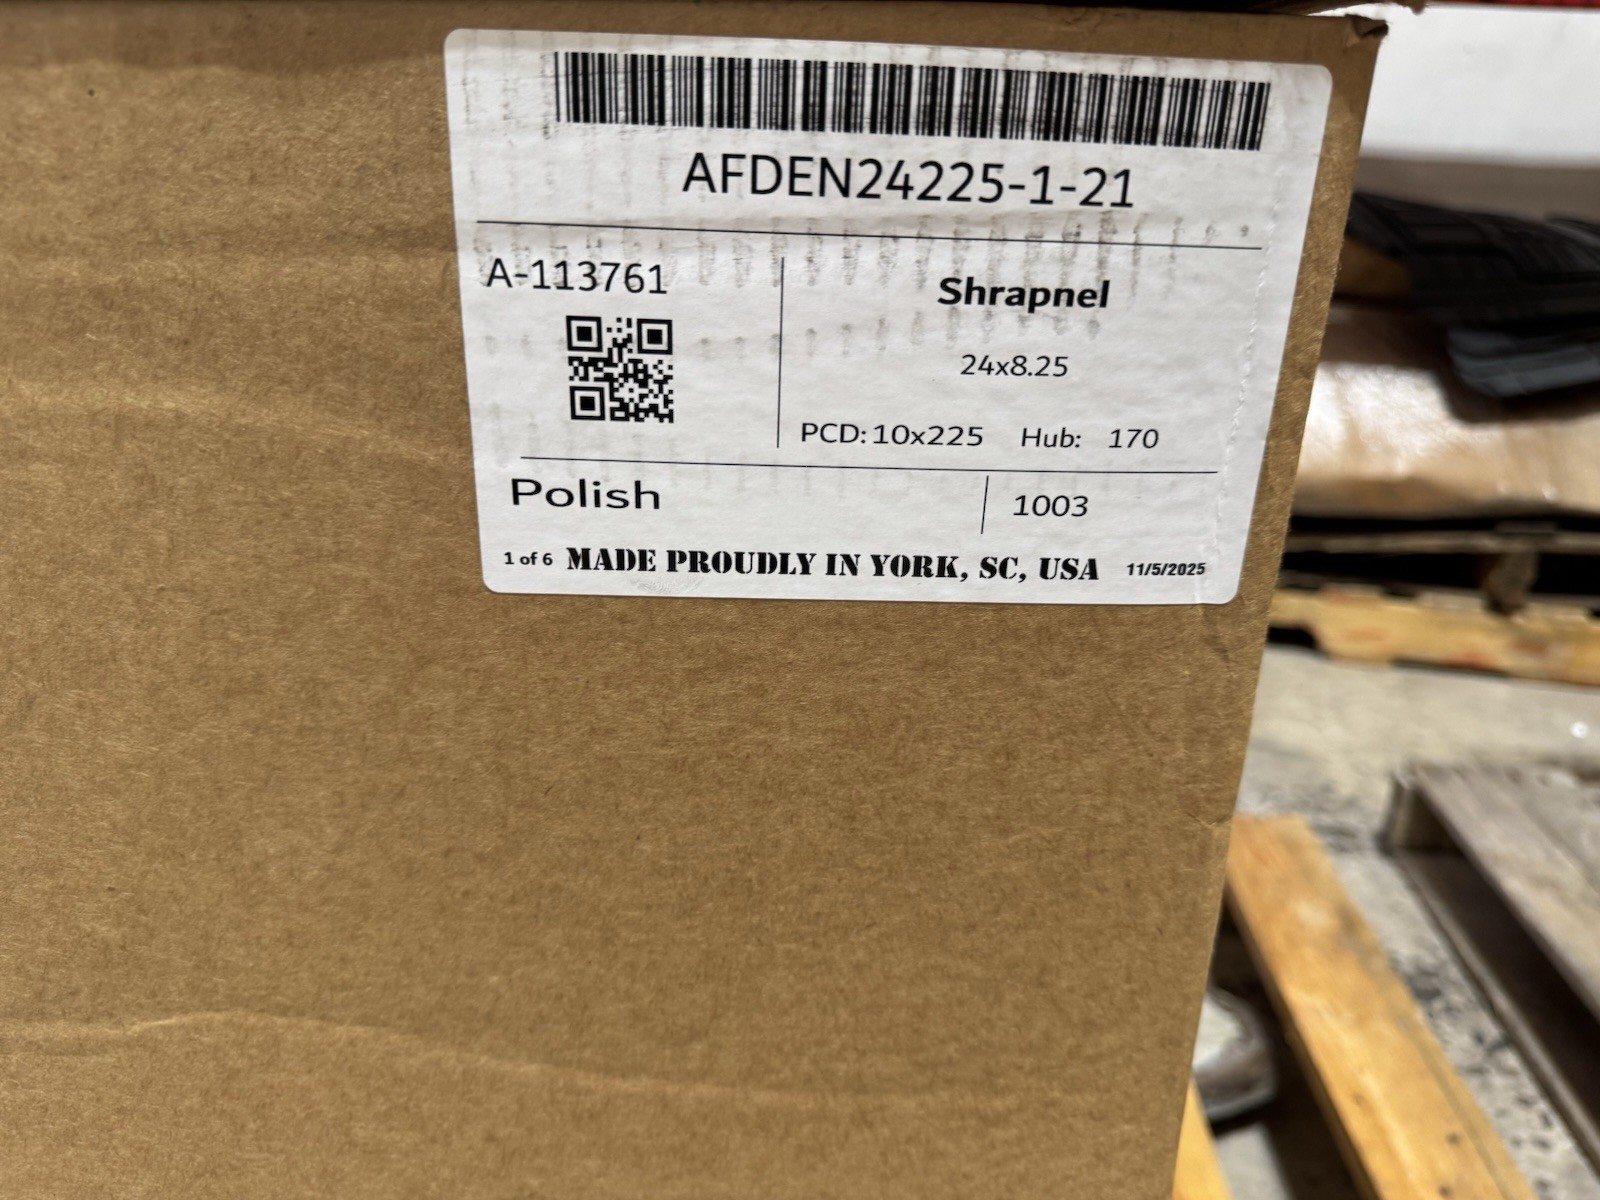 AFDEN24225-1-21
A-113761
Shrapnel
24x8.25
PCD: 10x225 Hub: 170
Polish
1003
1 of 6 MADE PROUDLY IN YORK, SC, USA 11/5/2025